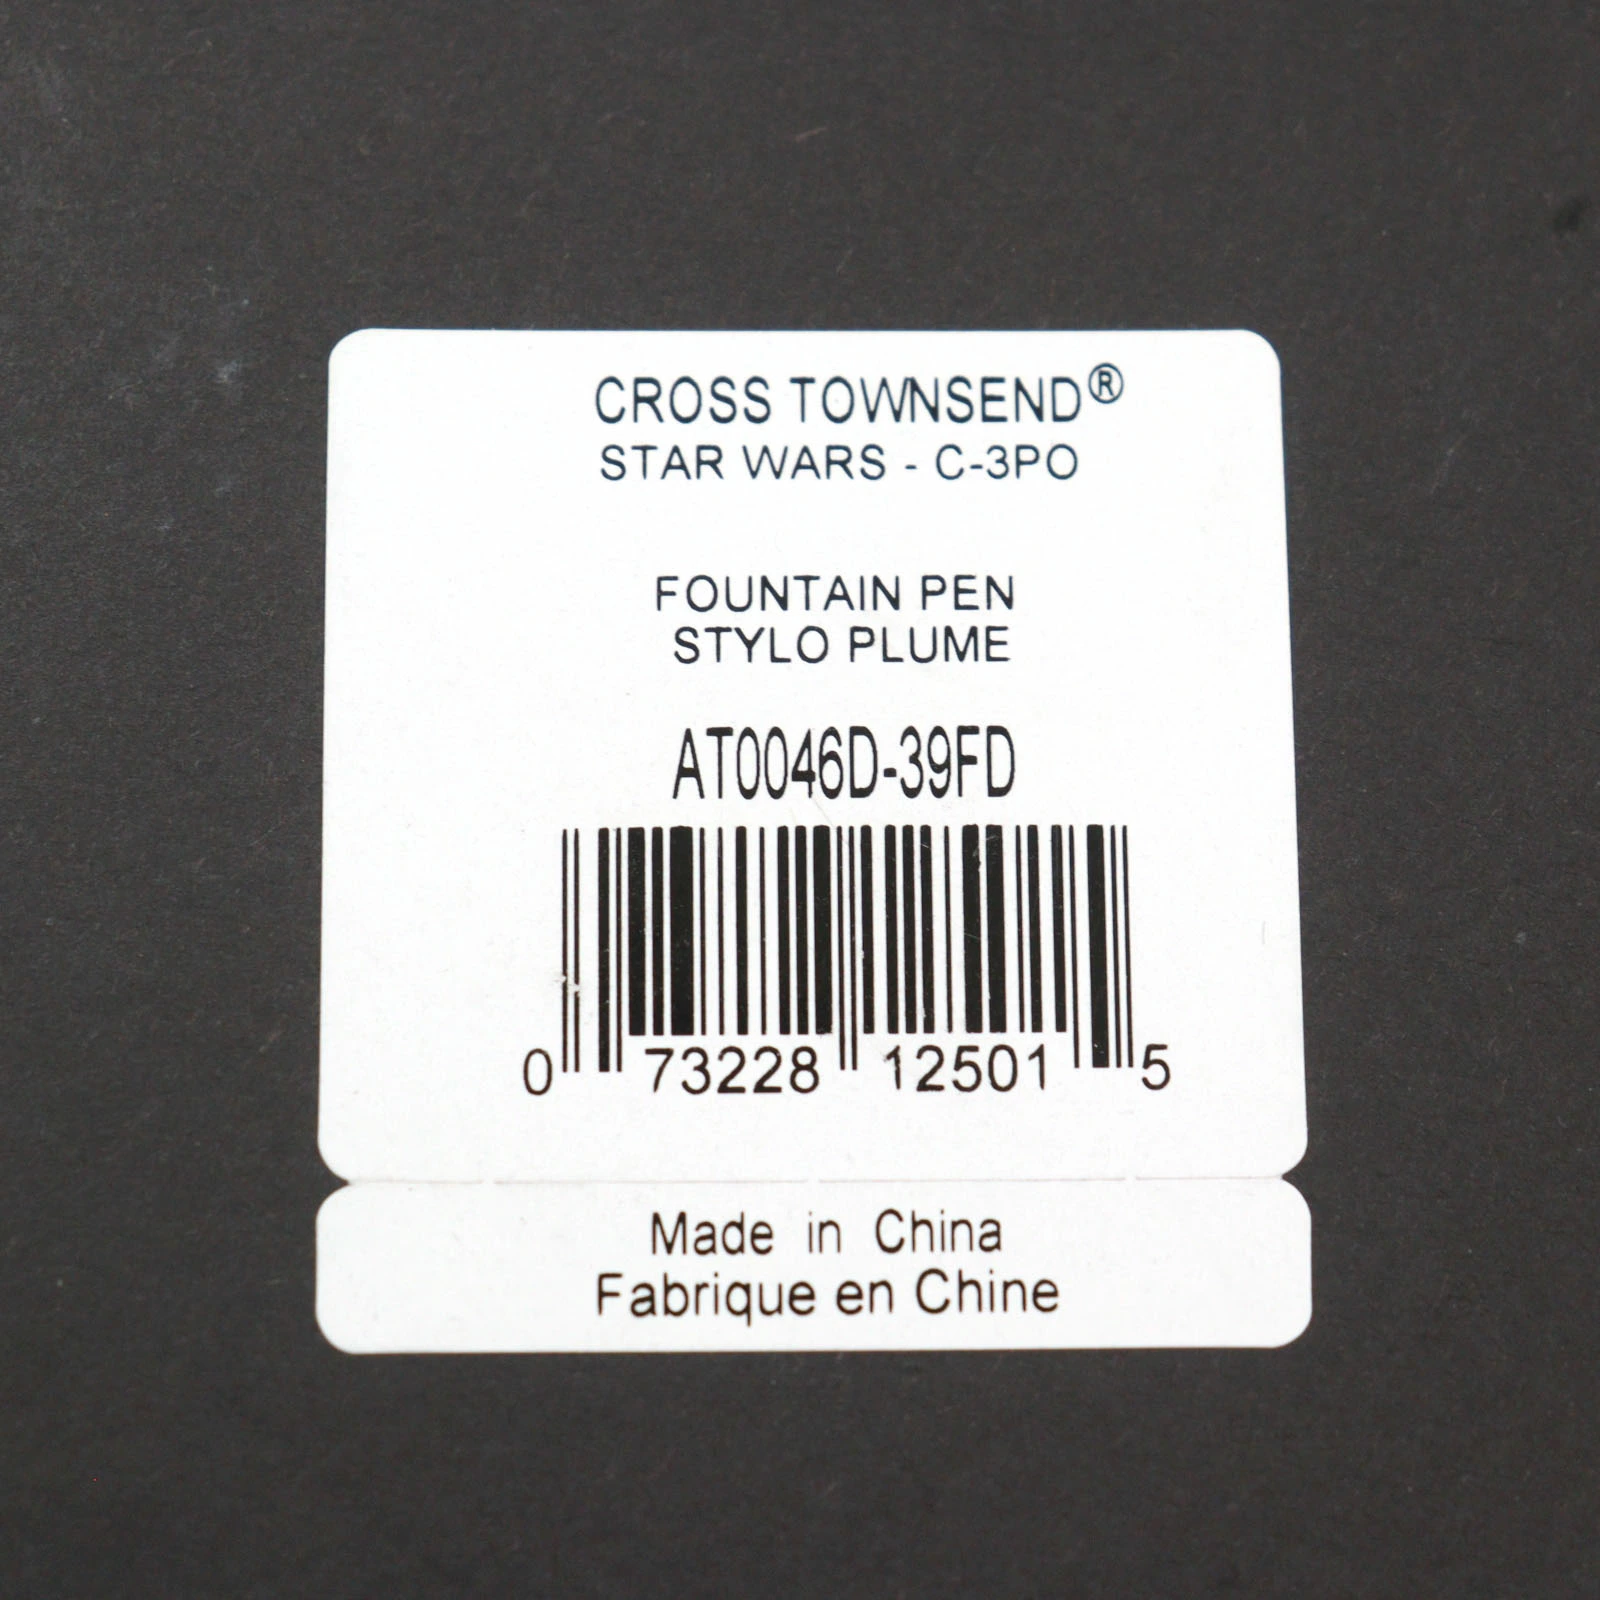 CROSS TOWNSEND®
STAR WARS - C-3PO
FOUNTAIN PEN
STYLO PLUME
AT0046D-39FD
0 73228 12501 5
Made in China
Fabrique en Chine